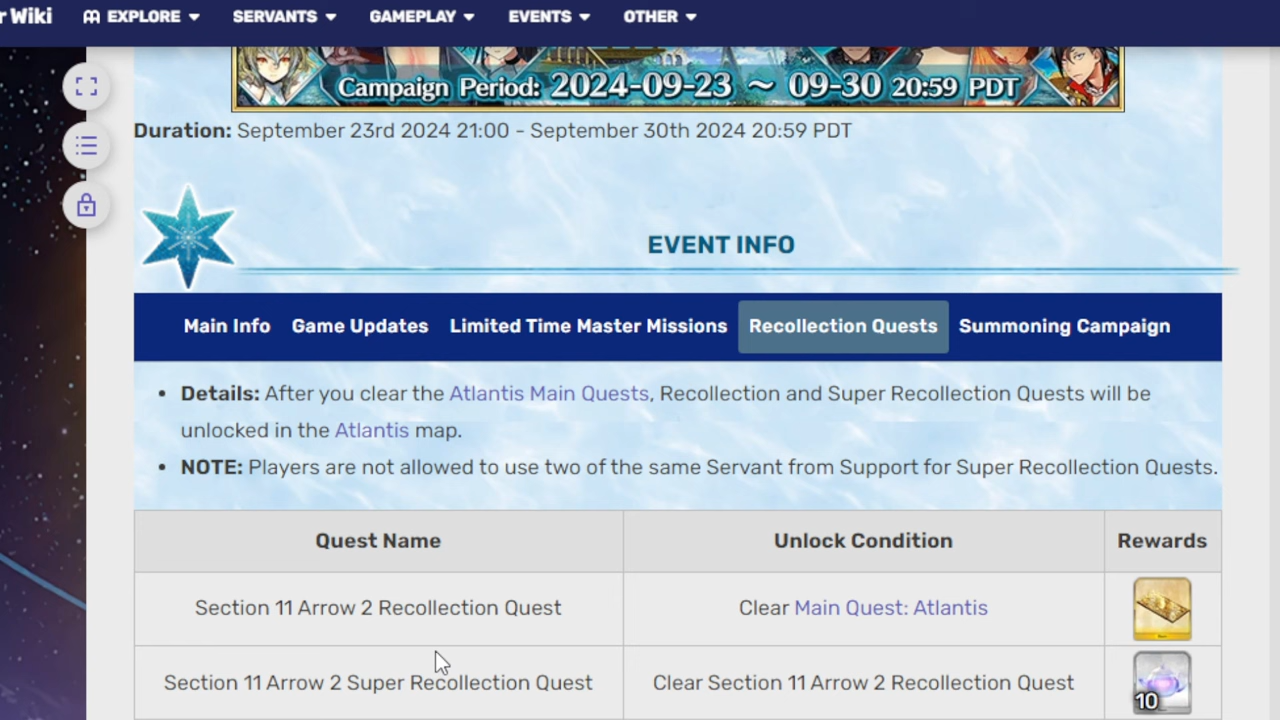 r Wiki
EXPLORE
SERVANTS
GAMEPLAY
EVENTS
OTHER
Campaign Period: 2024-09-23 ~ 09-30 20:59 PDT
Duration: September 23rd 2024 21:00 - September 30th 2024 20:59 PDT
EVENT INFO
Main Info
Game Updates
Limited Time Master Missions
Recollection Quests
Summoning Campaign
• Details: After you clear the Atlantis Main Quests, Recollection and Super Recollection Quests will be
unlocked in the Atlantis map.
• NOTE: Players are not allowed to use two of the same Servant from Support for Super Recollection Quests.
Quest Name
Unlock Condition
Rewards
Section 11 Arrow 2 Recollection Quest
Clear Main Quest: Atlantis
Section 11 Arrow 2 Super Recollection Quest
Clear Section 11 Arrow 2 Recollection Quest
10